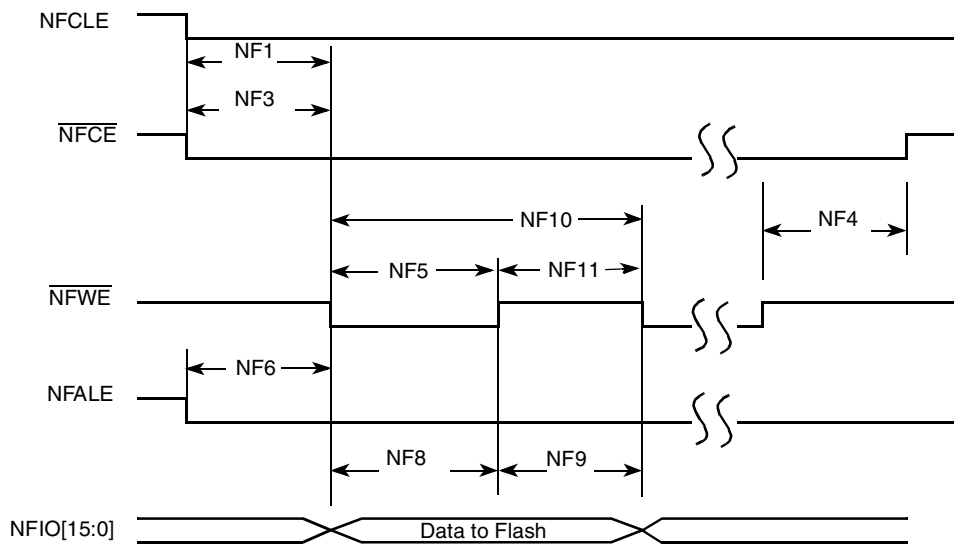 NFCLE
NF1
NF3
NFCE
NF10
NF4
NF5
NF11
NFWE
NF6
NFALE
NF8
NF9
NFIO[15:0]
Data to Flash